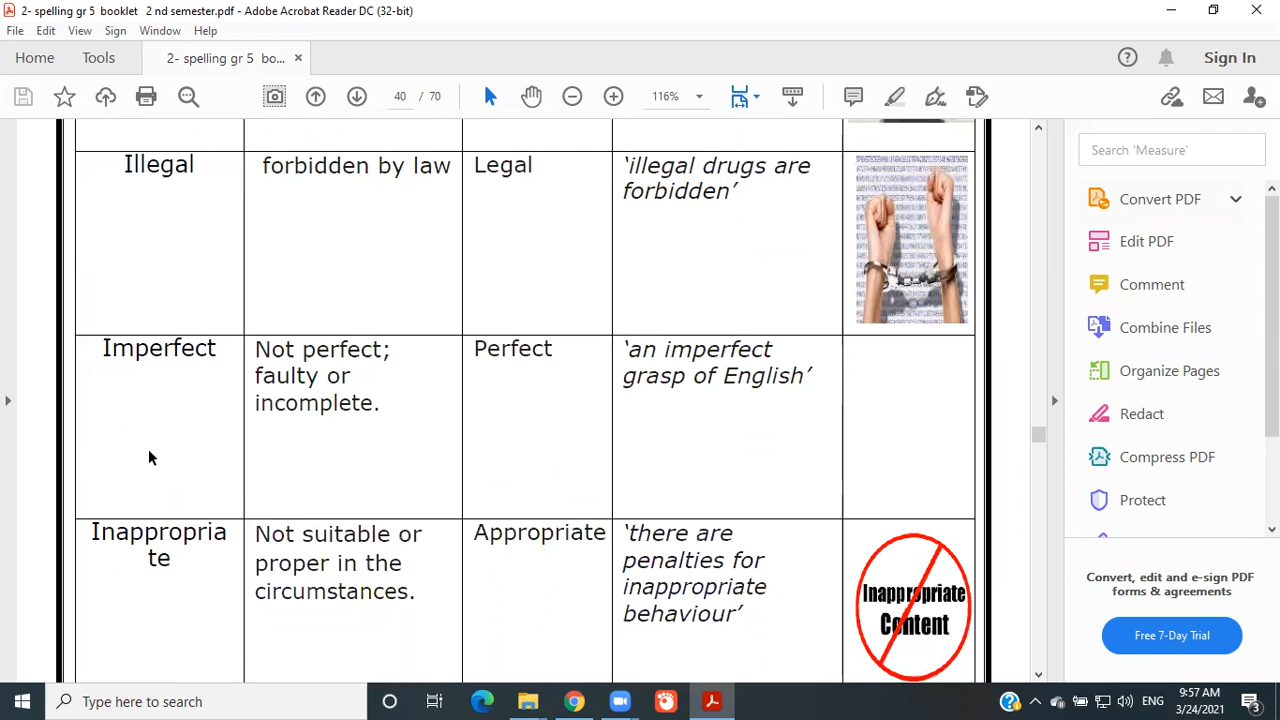 2- spelling gr 5 booklet 2 nd semester.pdf - Adobe Acrobat Reader DC (32-bit)
File Edit View Sign Window Help
Home Tools 2- spelling gr 5 bo... Sign In
40 / 70 116%
Search 'Measure'
Illegal
forbidden by law
Legal
‘illegal drugs are
forbidden’
Imperfect
Not perfect;
faulty or
incomplete.
Perfect
‘an imperfect
grasp of English’
Inappropria
te
Not suitable or
proper in the
circumstances.
Appropriate
‘there are
penalties for
inappropriate
behaviour’
Inappropriate
Content
Convert PDF
Edit PDF
Comment
Combine Files
Organize Pages
Redact
Compress PDF
Protect
Convert, edit and e-sign PDF
forms & agreements
Free 7-Day Trial
Type here to search
ENG
9:57 AM
3/24/2021
3